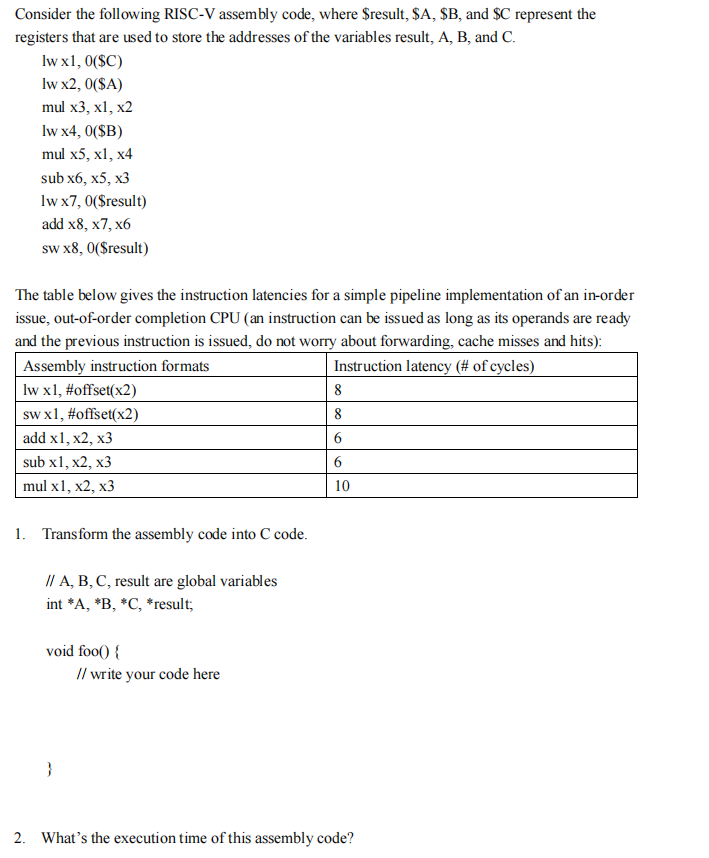 Consider the following RISC-V assembly code, where $result, $A, $B, and $C represent the
registers that are used to store the addresses of the variables result, A, B, and C.
lw x1, 0($C)
lw x2, 0($A)
mul x3, x1, x2
lw x4, 0($B)
mul x5, x1, x4
sub x6, x5, x3
lw x7, 0($result)
add x8, x7, x6
sw x8, 0($result)
The table below gives the instruction latencies for a simple pipeline implementation of an in-order
issue, out-of-order completion CPU (an instruction can be issued as long as its operands are ready
and the previous instruction is issued, do not worry about forwarding, cache misses and hits):
Assembly instruction formats Instruction latency (# of cycles)
lw x1, #offset(x2) 8
sw x1, #offset(x2) 8
add x1, x2, x3 6
sub x1, x2, x3 6
mul x1, x2, x3 10
1. Transform the assembly code into C code.
// A, B, C, result are global variables
int *A, *B, *C, *result;
void foo() {
// write your code here
}
2. What's the execution time of this assembly code?